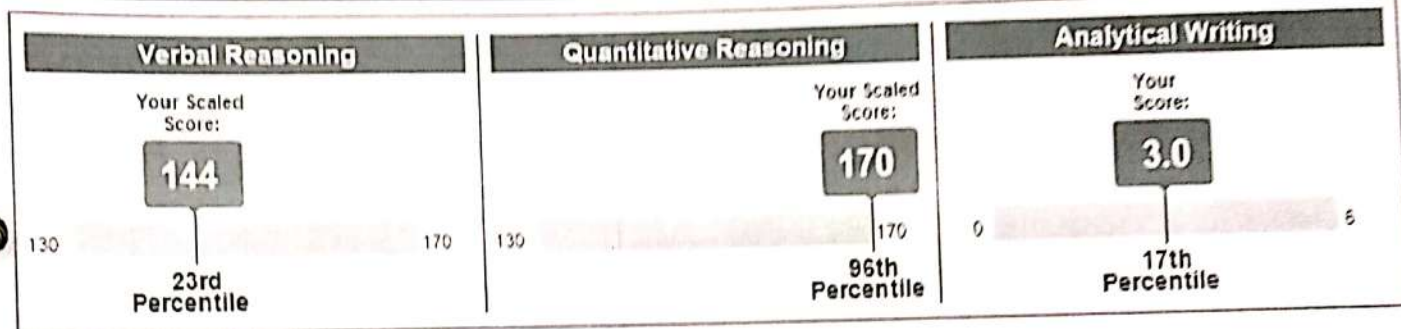 Verbal Reasoning
Your Scaled
Score:
144
130
170
23rd
Percentile
Quantitative Reasoning
Your Scaled
Score:
170
130
170
96th
Percentile
Analytical Writing
Your
Score:
3.0
0
6
17th
Percentile